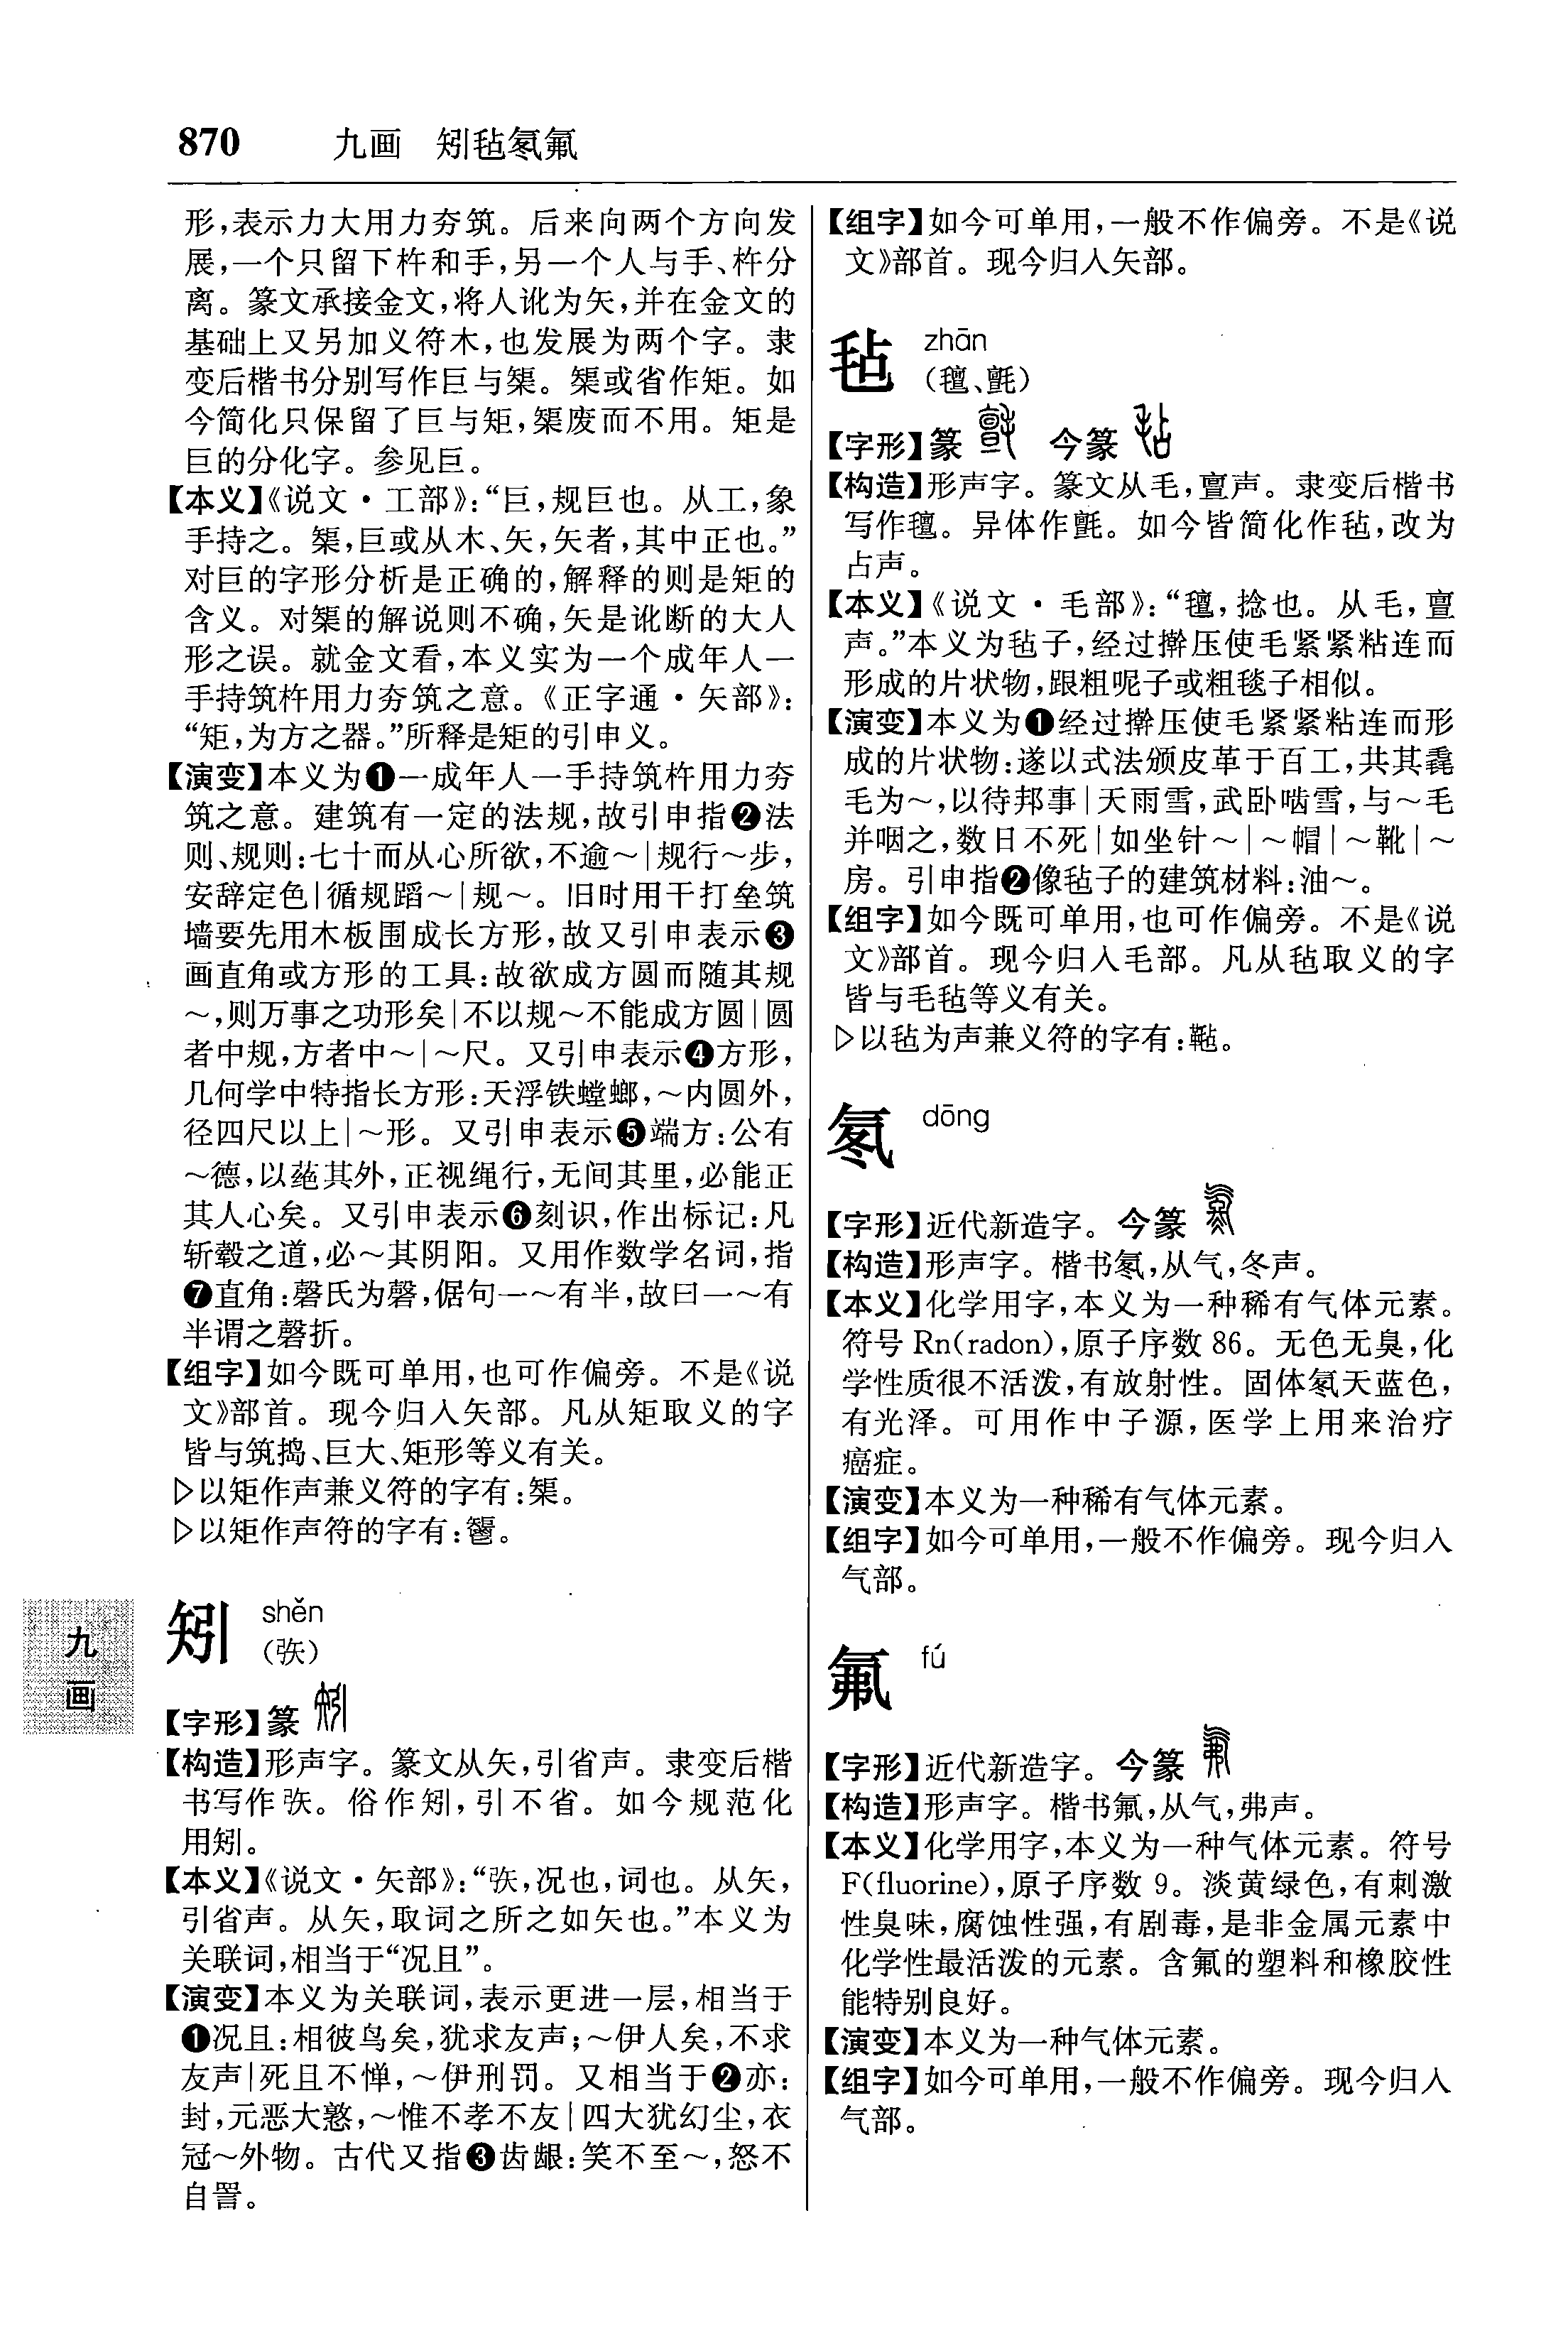 870 九画 矧毡氡氟
形,表示力大用力夯筑。后来向两个方向发
展,一个只留下杵和手,另一个人与手、杵分
离。篆文承接金文,将人讹为矢,并在金文的
基础上又另加义符木,也发展为两个字。隶
变后楷书分别写作巨与榘。榘或省作矩。如
今简化只保留了巨与矩,榘废而不用。矩是
巨的分化字。参见巨。
【本义】《说文·工部》:“巨,规巨也。从工,象
手持之。榘,巨或从木、矢,矢者,其中正也。”
对巨的字形分析是正确的,解释的则是矩的
含义。对榘的解说则不确,矢是讹断的大人
形之误。就金文看,本义实为一个成年人一
手持筑杵用力夯筑之意。《正字通·矢部》:
“矩,为方之器。”所释是矩的引申义。
【演变】本义为❶一成年人一手持筑杵用力夯
筑之意。建筑有一定的法规,故引申指❷法
则、规则:七十而从心所欲,不逾~|规行~步,
安辞定色|循规蹈~|规~。旧时用干打垒筑
墙要先用木板围成长方形,故又引申表示❸
画直角或方形的工具:故欲成方圆而随其规
~,则万事之功形矣|不以规~不能成方圆|圆
者中规,方者中~|~尺。又引申表示❹方形,
几何学中特指长方形:天浮铁螳螂,~内圆外,
径四尺以上|~形。又引申表示❺端方:公有
~德,以葩其外,正视绳行,无间其里,必能正
其人心矣。又引申表示❻刻识,作出标记:凡
斩毂之道,必~其阴阳。又用作数学名词,指
❼直角:磬氏为磬,倨句一~有半,故曰一~有
半谓之磬折。
【组字】如今既可单用,也可作偏旁。不是《说
文》部首。现今归入矢部。凡从矩取义的字
皆与筑捣、巨大、矩形等义有关。
▷以矩作声兼义符的字有:榘。
▷以矩作声符的字有:。
九画
矧 shěn
(矤)
【字形】篆
【构造】形声字。篆文从矢,引省声。隶变后楷
书写作矤。俗作矧,引不省。如今规范化
用矧。
【本义】《说文·矢部》:“矤,况也,词也。从矢,
引省声。从矢,取词之所之如矢也。”本义为
关联词,相当于“况且”。
【演变】本义为关联词,表示更进一层,相当于
❶况且:相彼鸟矣,犹求友声;~伊人矣,不求
友声|死且不惮,~伊刑罚。又相当于❷亦:
封,元恶大憝,~惟不孝不友|四大犹幻尘,衣
冠~外物。古代又指❸齿龈:笑不至~,怒不
自詈。
【组字】如今可单用,一般不作偏旁。不是《说
文》部首。现今归入矢部。
毡 zhān
(氊、氈)
【字形】篆 今篆
【构造】形声字。篆文从毛,亶声。隶变后楷书
写作氊。异体作氈。如今皆简化作毡,改为
占声。
【本义】《说文·毛部》:“氊,捻也。从毛,亶
声。”本义为毡子,经过擀压使毛紧紧粘连而
形成的片状物,跟粗呢子或粗毯子相似。
【演变】本义为❶经过擀压使毛紧紧粘连而形
成的片状物:遂以式法颁皮革于百工,共其毳
毛为~,以待邦事|天雨雪,武卧啮雪,与~毛
并咽之,数日不死|如坐针~|~帽|~靴|~
房。引申指❷像毡子的建筑材料:油~。
【组字】如今既可单用,也可作偏旁。不是《说
文》部首。现今归入毛部。凡从毡取义的字
皆与毛毡等义有关。
▷以毡为声兼义符的字有:。
氡 dōng
【字形】近代新造字。今篆
【构造】形声字。楷书氡,从气,冬声。
【本义】化学用字,本义为一种稀有气体元素。
符号 Rn(radon),原子序数 86。无色无臭,化
学性质很不活泼,有放射性。固体氡天蓝色,
有光泽。可用作中子源,医学上用来治疗
癌症。
【演变】本义为一种稀有气体元素。
【组字】如今可单用,一般不作偏旁。现今归入
气部。
氟 fú
【字形】近代新造字。今篆
【构造】形声字。楷书氟,从气,弗声。
【本义】化学用字,本义为一种气体元素。符号
F(fluorine),原子序数 9。淡黄绿色,有刺激
性臭味,腐蚀性强,有剧毒,是非金属元素中
化学性最活泼的元素。含氟的塑料和橡胶性
能特别良好。
【演变】本义为一种气体元素。
【组字】如今可单用,一般不作偏旁。现今归入
气部。